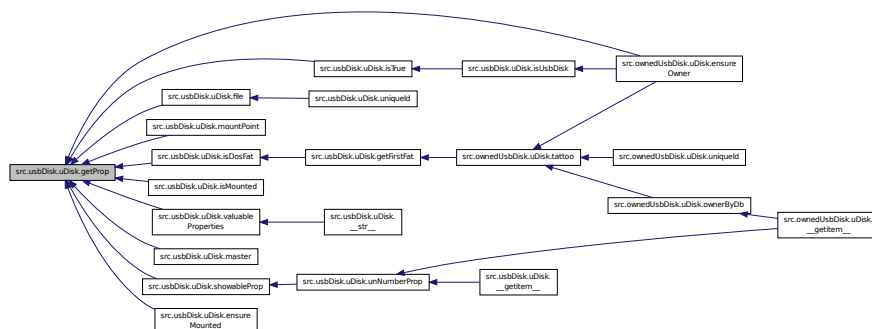 src.ownedUsbDisk.uDisk.ensure
Owner
src.usbDisk.uDisk.isTrue
src.usbDisk.uDisk.isUsbDisk
src.usbDisk.uDisk.file
src.usbDisk.uDisk.uniqueId
src.usbDisk.uDisk.mountPoint
src.usbDisk.uDisk.isDosFat
src.usbDisk.uDisk.getFirstFat
src.ownedUsbDisk.uDisk.tattoo
src.ownedUsbDisk.uDisk.uniqueId
src.usbDisk.uDisk.getProp
src.usbDisk.uDisk.isMounted
src.ownedUsbDisk.uDisk.ownerByDb
src.usbDisk.uDisk.valuable
Properties
src.usbDisk.uDisk.
__str__
src.ownedUsbDisk.uDisk.
__getitem__
src.usbDisk.uDisk.master
src.usbDisk.uDisk.showableProp
src.usbDisk.uDisk.unNumberProp
src.usbDisk.uDisk.
__getitem__
src.usbDisk.uDisk.ensure
Mounted